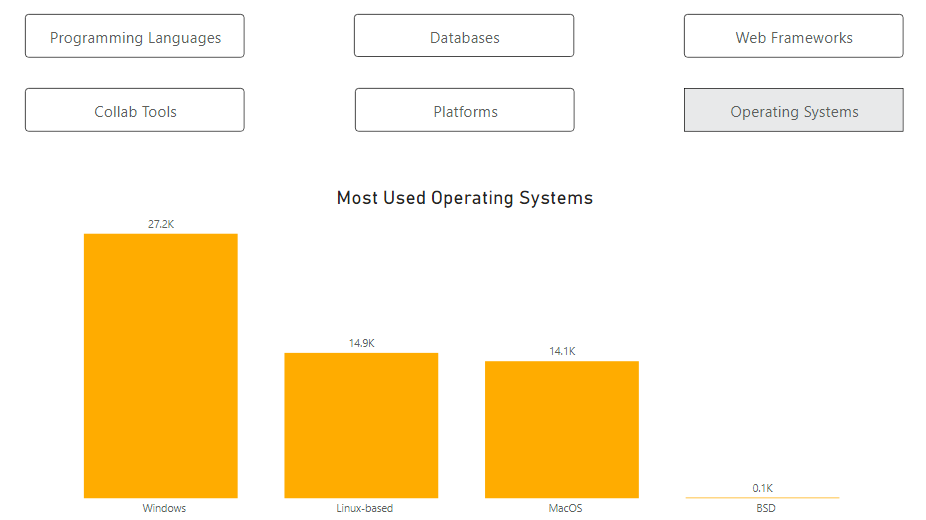 Programming Languages
Databases
Web Frameworks
Collab Tools
Platforms
Operating Systems
Most Used Operating Systems
27.2K
14.9K
14.1K
0.1K
Windows
Linux-based
MacOS
BSD